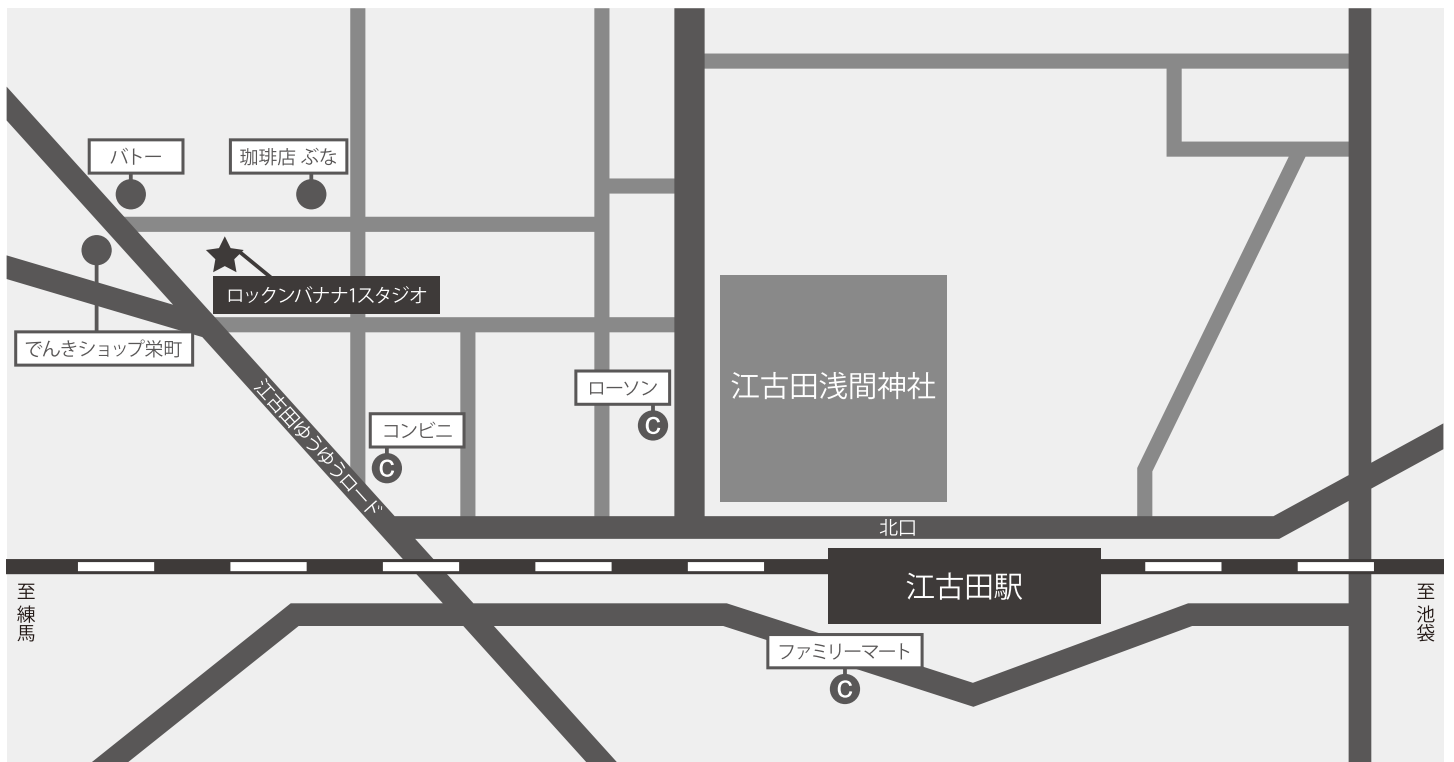 バトー
珈琲店 ぶな
ロックンバナナ1スタジオ
でんきショップ栄町
江古田ゆうゆうロード
ローソン
C
コンビニ
C
江古田浅間神社
北口
江古田駅
至 練馬
至 池袋
ファミリーマート
C